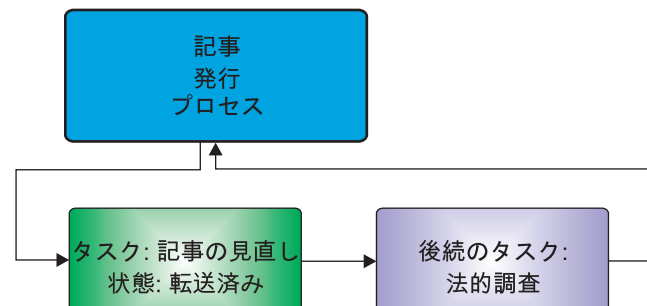 記事
発行
プロセス
タスク: 記事の見直し
状態: 転送済み
後続のタスク:
法的調査